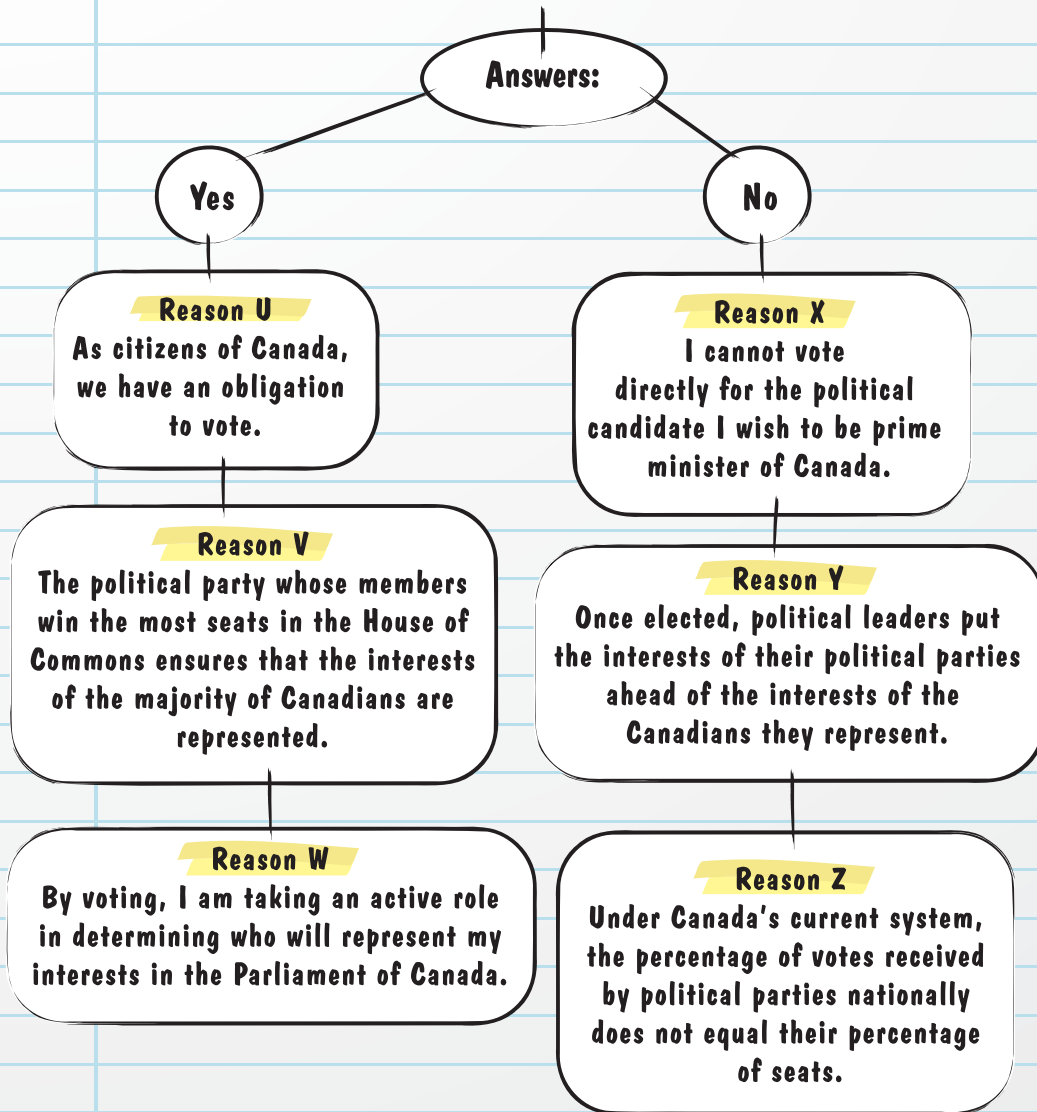 Answers:
Yes
No
Reason U
As citizens of Canada,
we have an obligation
to vote.
Reason V
The political party whose members
win the most seats in the House of
Commons ensures that the interests
of the majority of Canadians are
represented.
Reason W
By voting, I am taking an active role
in determining who will represent my
interests in the Parliament of Canada.
Reason X
I cannot vote
directly for the political
candidate I wish to be prime
minister of Canada.
Reason Y
Once elected, political leaders put
the interests of their political parties
ahead of the interests of the
Canadians they represent.
Reason Z
Under Canada's current system,
the percentage of votes received
by political parties nationally
does not equal their percentage
of seats.